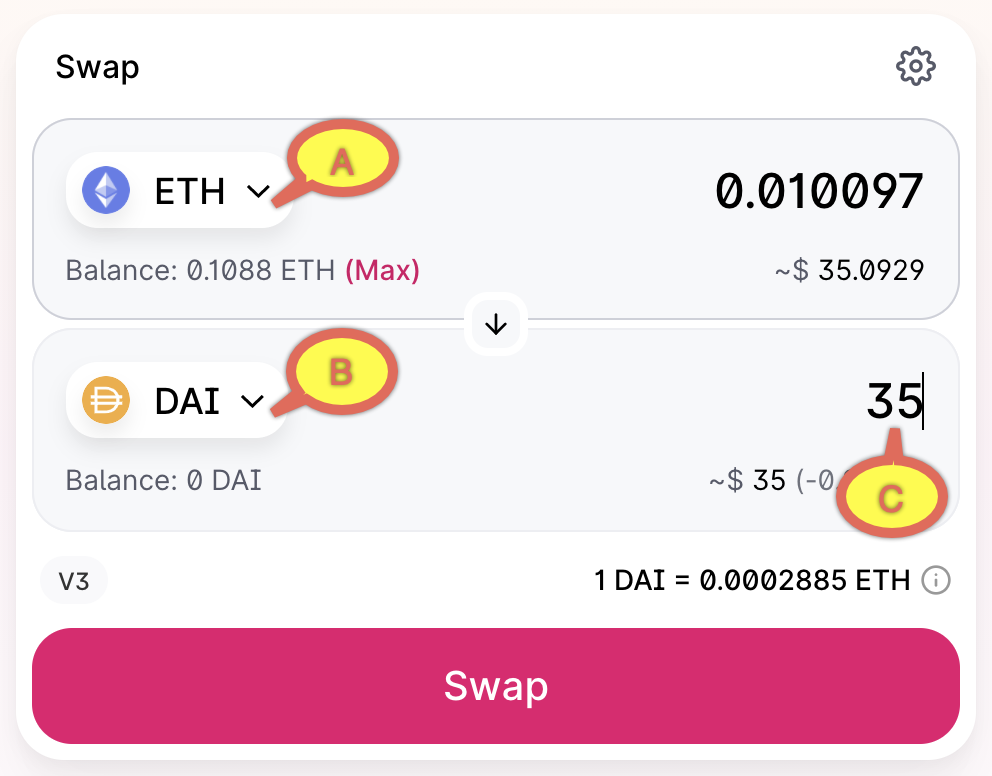 Swap
ETH A 0.010097
Balance: 0.1088 ETH (Max) ~$ 35.0929
DAI B 35
Balance: 0 DAI ~$ 35 (-0. C
V3 1 DAI = 0.0002885 ETH
Swap